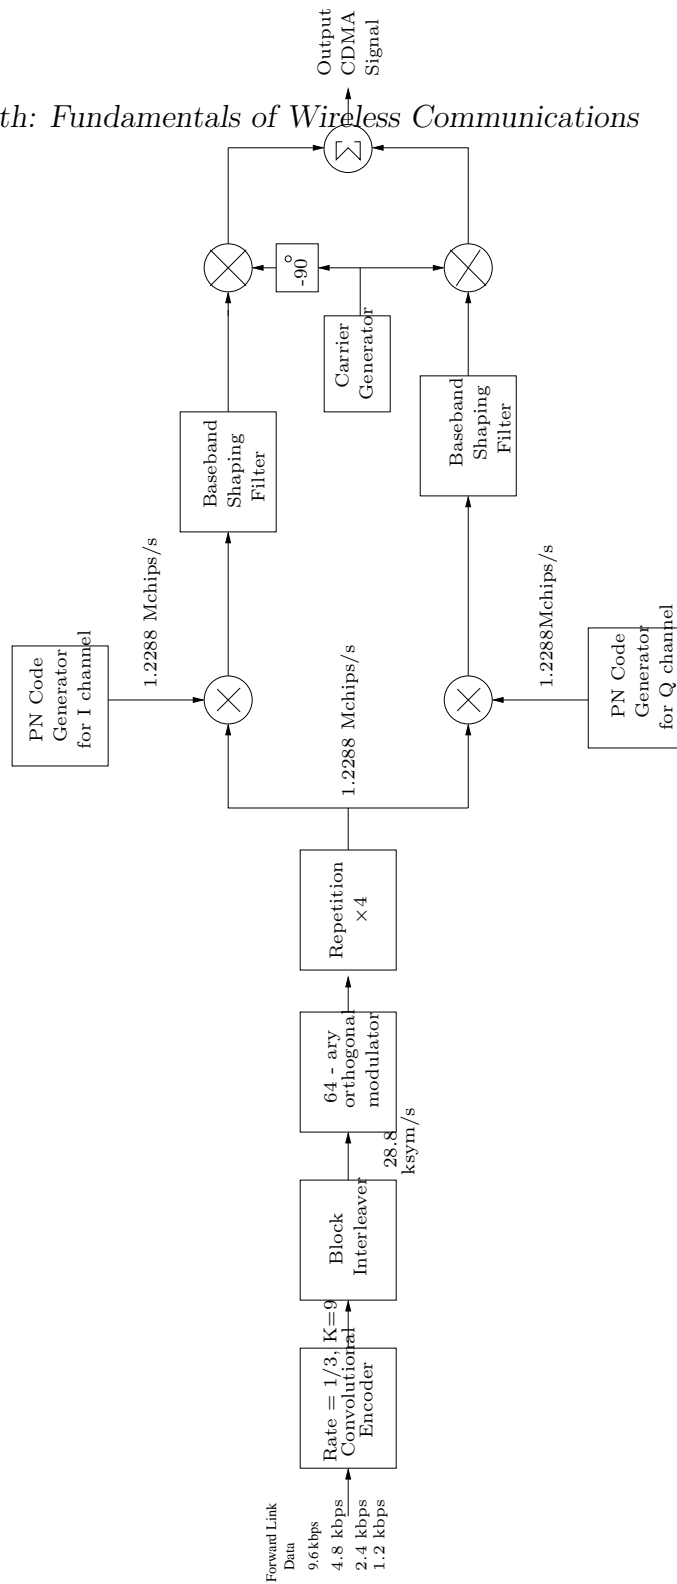 th: Fundamentals of Wireless Communications
Forward Link
Data
9.6 kbps
4.8 kbps
2.4 kbps
1.2 kbps
Rate = 1/3, K=9
Convolutional
Encoder
Block
Interleaver
28.8
ksym/s
64 - ary
orthogonal
modulator
Repetition
×4
1.2288 Mchips/s
PN Code
Generator
for I channel
1.2288 Mchips/s
PN Code
Generator
for Q channel
1.2288Mchips/s
Baseband
Shaping
Filter
Baseband
Shaping
Filter
Carrier
Generator
-90°
Σ
Output
CDMA
Signal